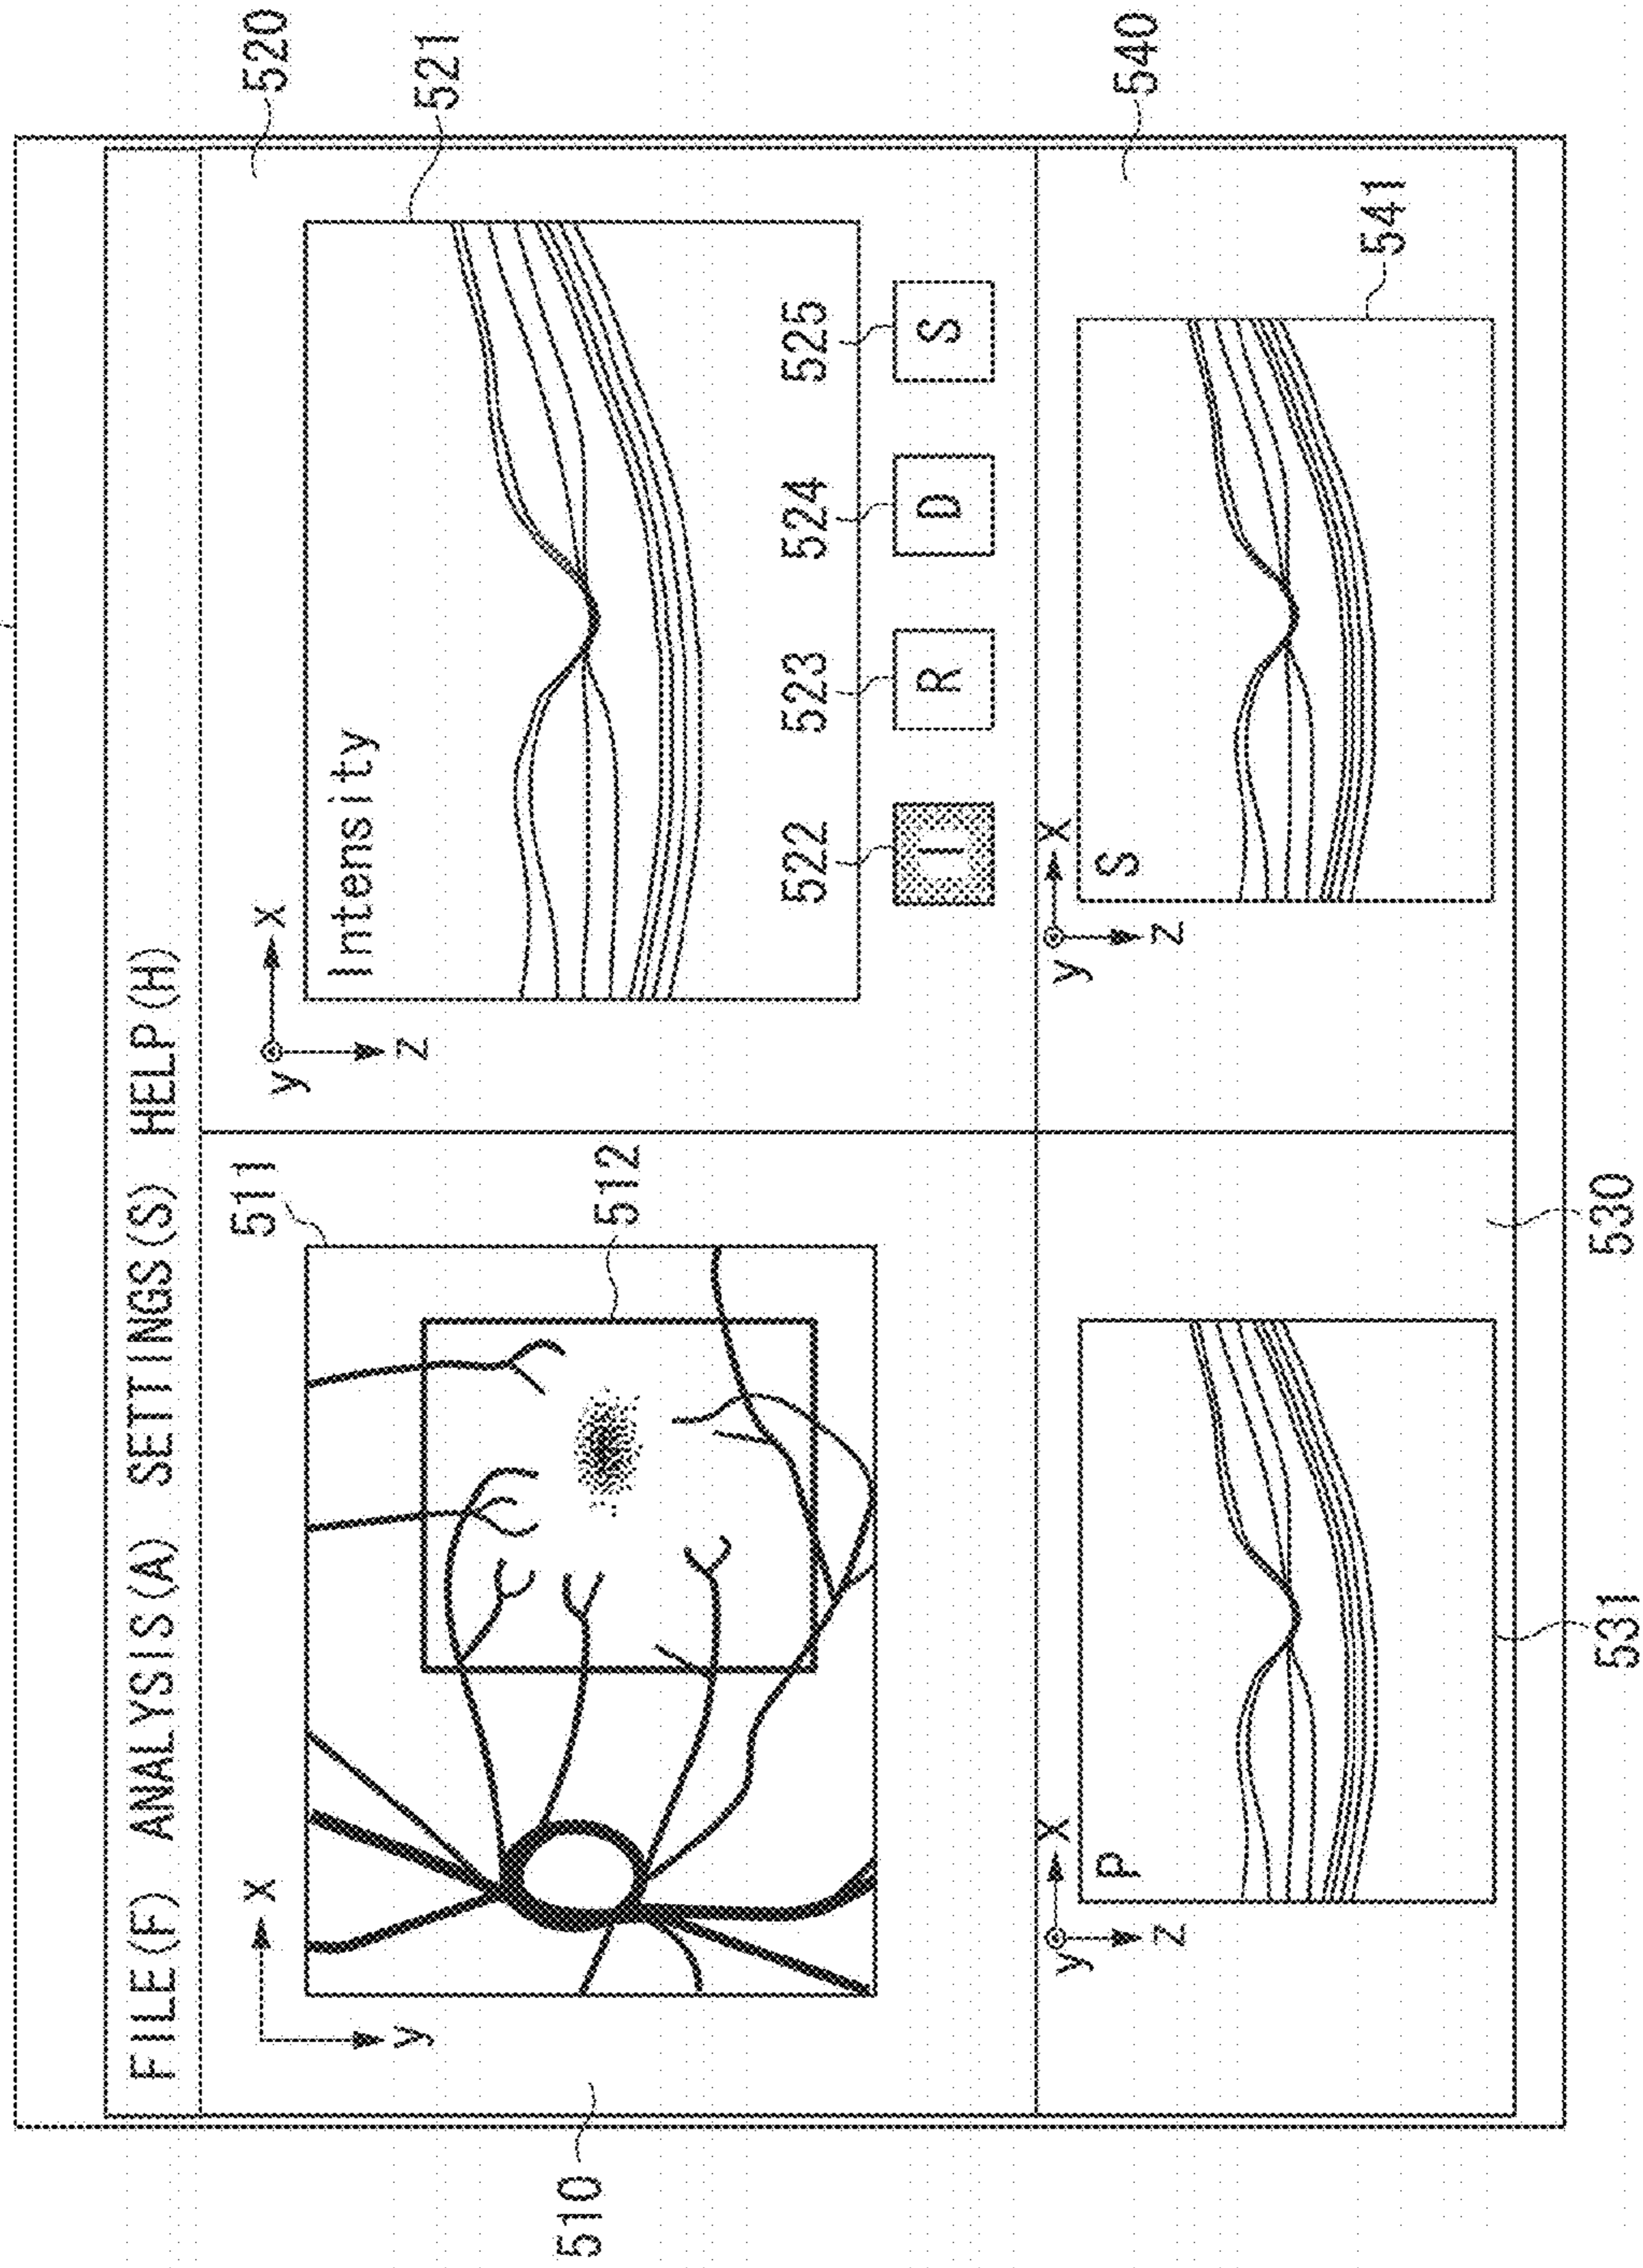 FILE(F) ANALYSIS(A) SETTINGS(S) HELP(H)
510
x
y
511
512
520
y
x
z
521
Intensity
522
523
524
525
I
R
D
S
530
y
x
z
P
531
540
y
x
z
S
541